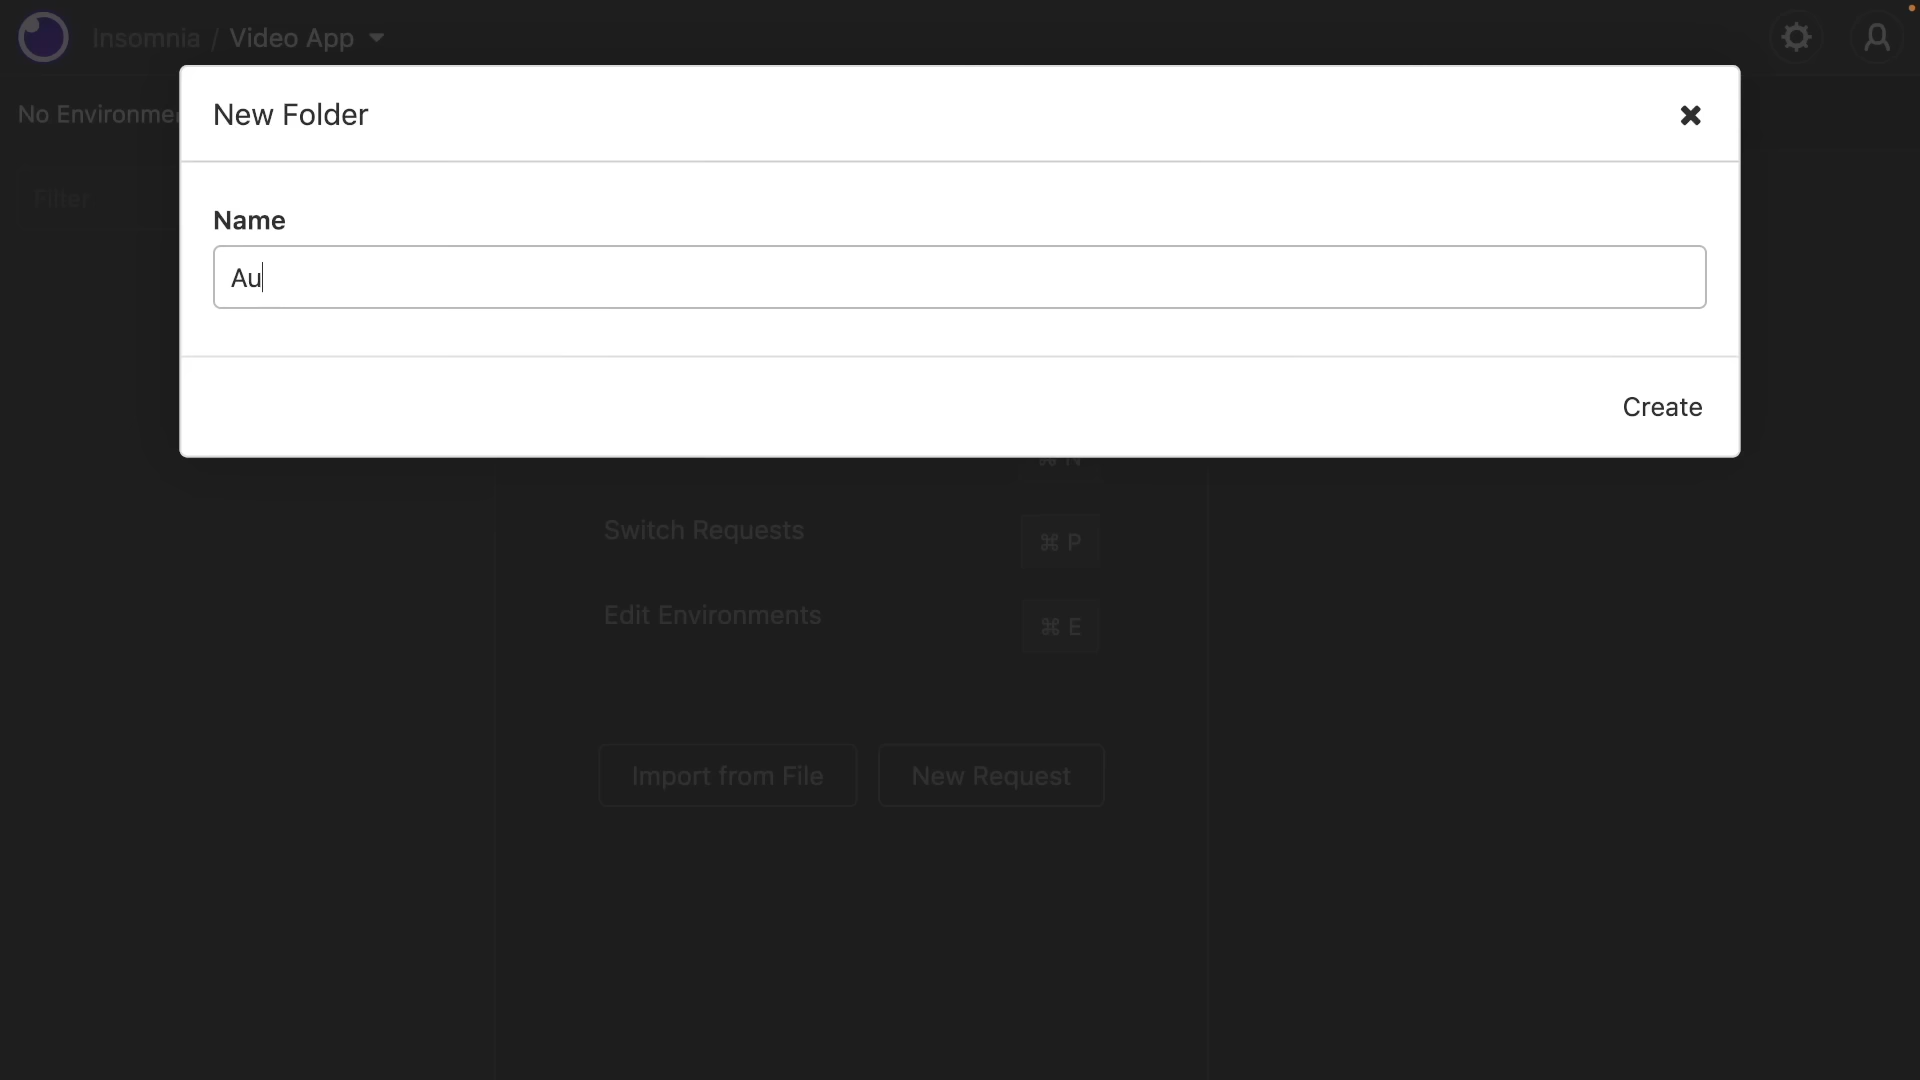 Insomnia / Video App
No Environme
New Folder
Filter
Name
Au
Create
⌘ N
Switch Requests
⌘ P
Edit Environments
⌘ E
Import from File
New Request